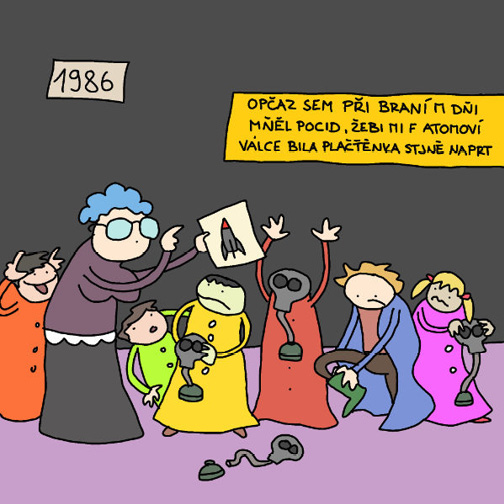 1986
OPČAZ SEM PŘI BRANÍM DŇI
MŇĚL POCID, ŽEBI MI F ATOMOVÍ
VÁLCE BILA PLAČTĚNKA STJNĚ NAPRT